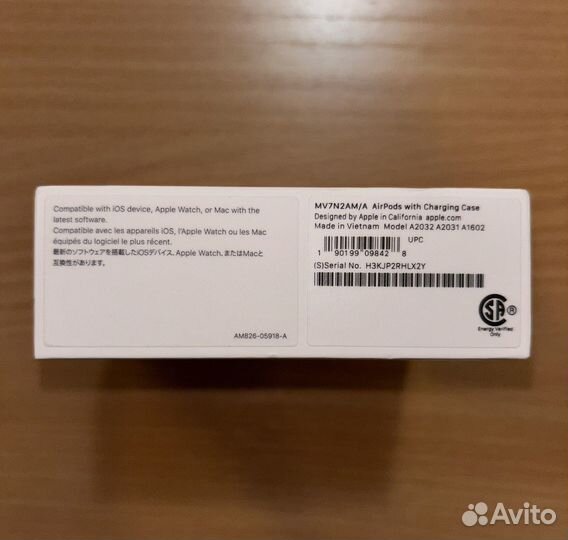 Compatible with iOS device, Apple Watch, or Mac with the
latest software.
Compatible avec les appareils iOS, l'Apple Watch ou les Mac
équipés du logiciel le plus récent.
最新のソフトウェアを搭載したiOSデバイス、Apple Watch、またはMacと
互換性があります。
AM826-05918-A
MV7N2AM/A AirPods with Charging Case
Designed by Apple in California apple.com
Made in Vietnam Model A2032 A2031 A1602
UPC
1 90199 09842 8
(S)Serial No. H3KJP2RHLX2Y
SA ®
Energy Verified
Only
Avito